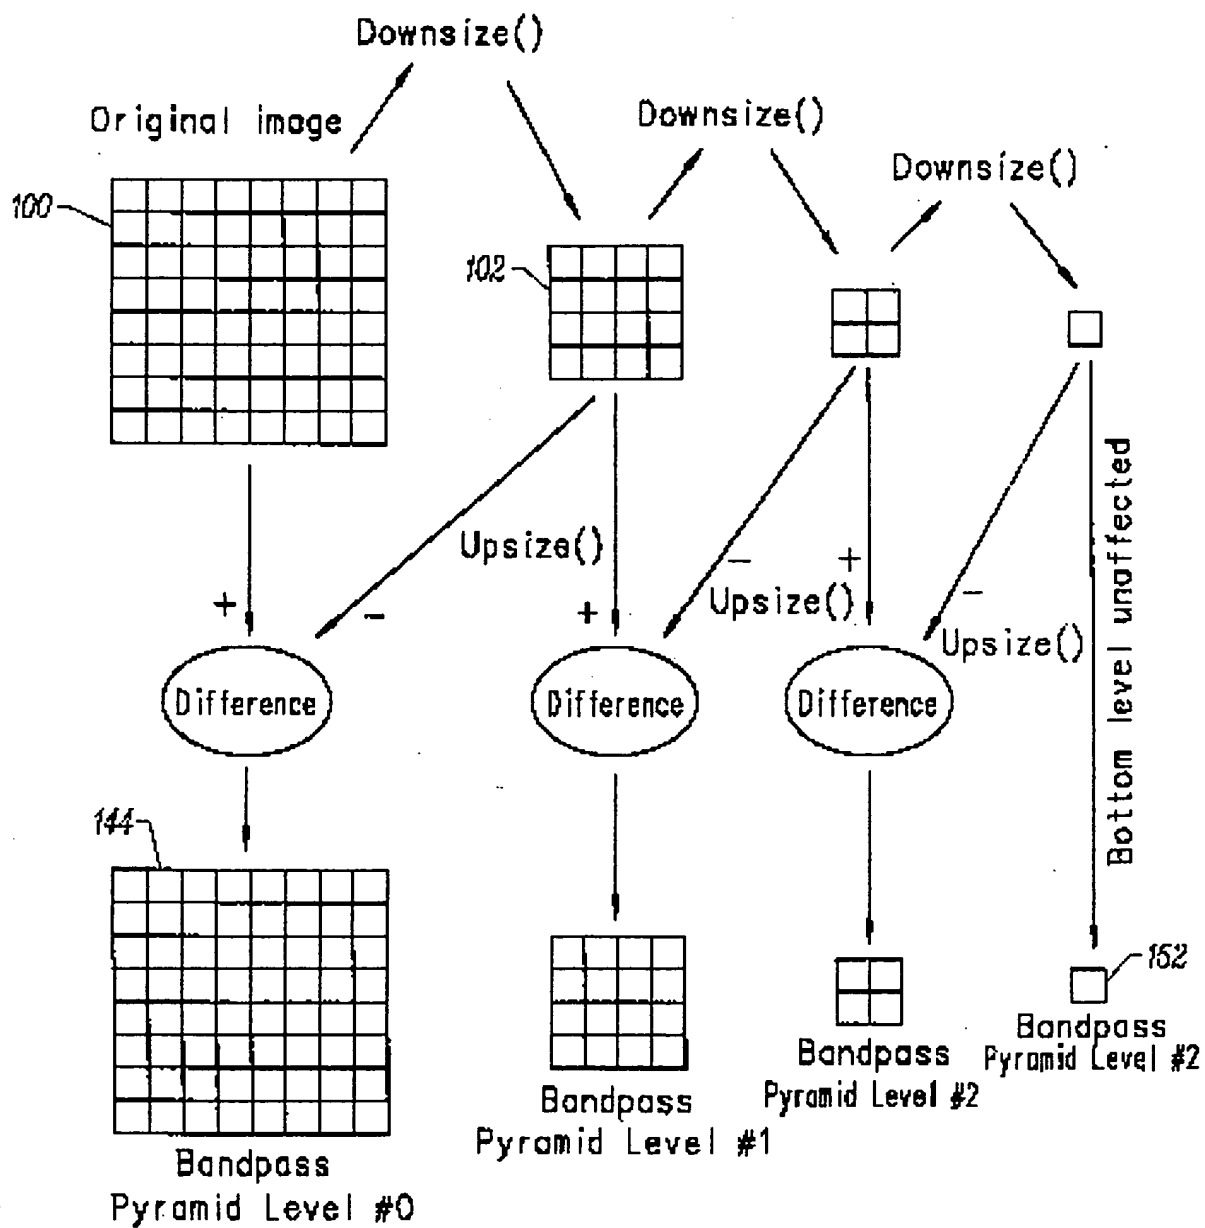 Downsize()
Original image
Downsize()
Downsize()
100
102
Upsize()
-
+
Upsize()
-
Upsize()
+
-
+
Bottom level unaffected
Difference
Difference
Difference
144
152
Bandpass
Pyramid Level #2
Bandpass
Pyramid Level #2
Bandpass
Pyramid Level #1
Bandpass
Pyramid Level #0